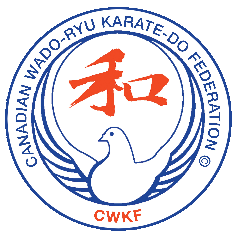 CANADIAN WADO-RYU KARATE-DO FEDERATION ©
和
CWKF